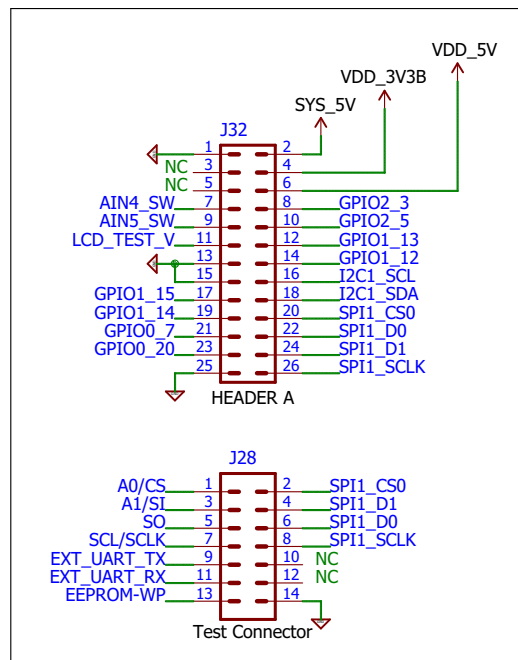 VDD_5V
VDD_3V3B
SYS_5V
J32
1 2
NC 3 4
NC 5 6
AIN4_SW 7 8 GPIO2_3
AIN5_SW 9 10 GPIO2_5
LCD_TEST_V 11 12 GPIO1_13
13 14 GPIO1_12
15 16 I2C1_SCL
GPIO1_15 17 18 I2C1_SDA
GPIO1_14 19 20 SPI1_CS0
GPIO0_7 21 22 SPI1_D0
GPIO0_20 23 24 SPI1_D1
25 26 SPI1_SCLK
HEADER A
J28
A0/CS 1 2 SPI1_CS0
A1/SI 3 4 SPI1_D1
SO 5 6 SPI1_D0
SCL/SCLK 7 8 SPI1_SCLK
EXT_UART_TX 9 10 NC
EXT_UART_RX 11 12 NC
EEPROM-WP 13 14
Test Connector